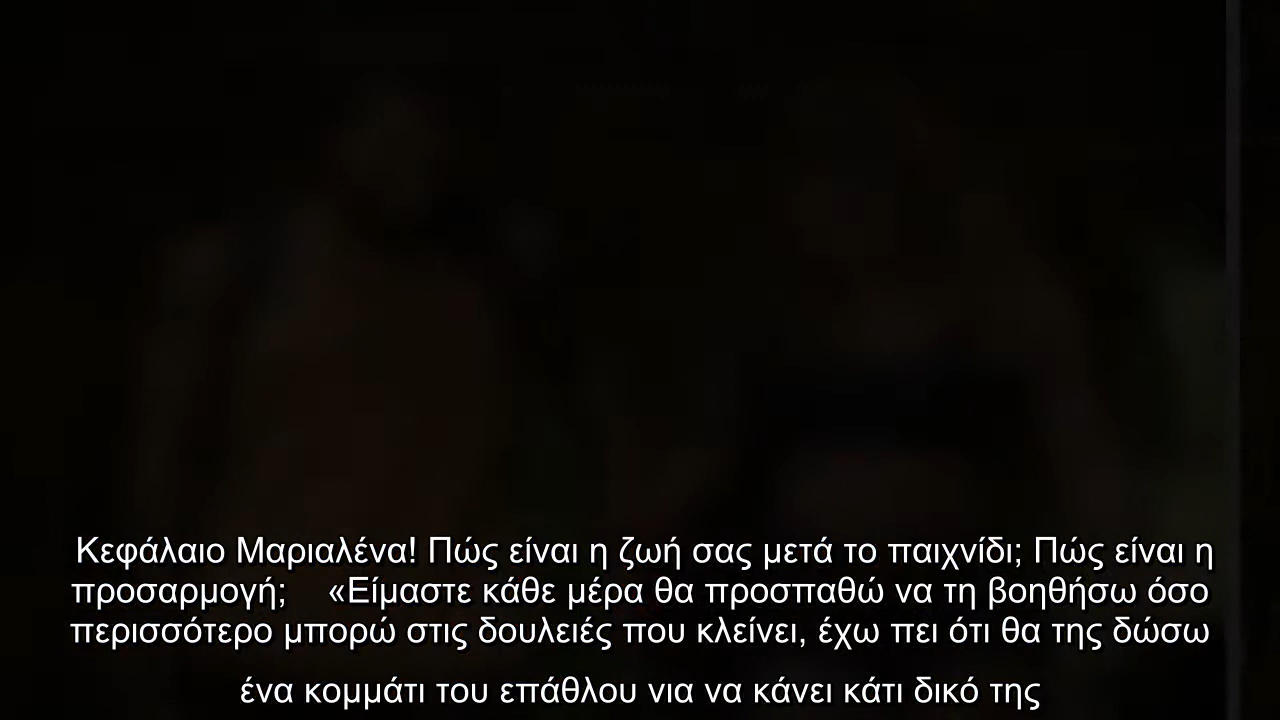 Κεφάλαιο Μαριαλένα! Πώς είναι η ζωή σας μετά το παιχνίδι; Πώς είναι η
προσαρμογή; «Είμαστε κάθε μέρα θα προσπαθώ να τη βοηθήσω όσο
περισσότερο μπορώ στις δουλειές που κλείνει, έχω πει ότι θα της δώσω
ένα κομμάτι του επάθλου για να κάνει κάτι δικό της